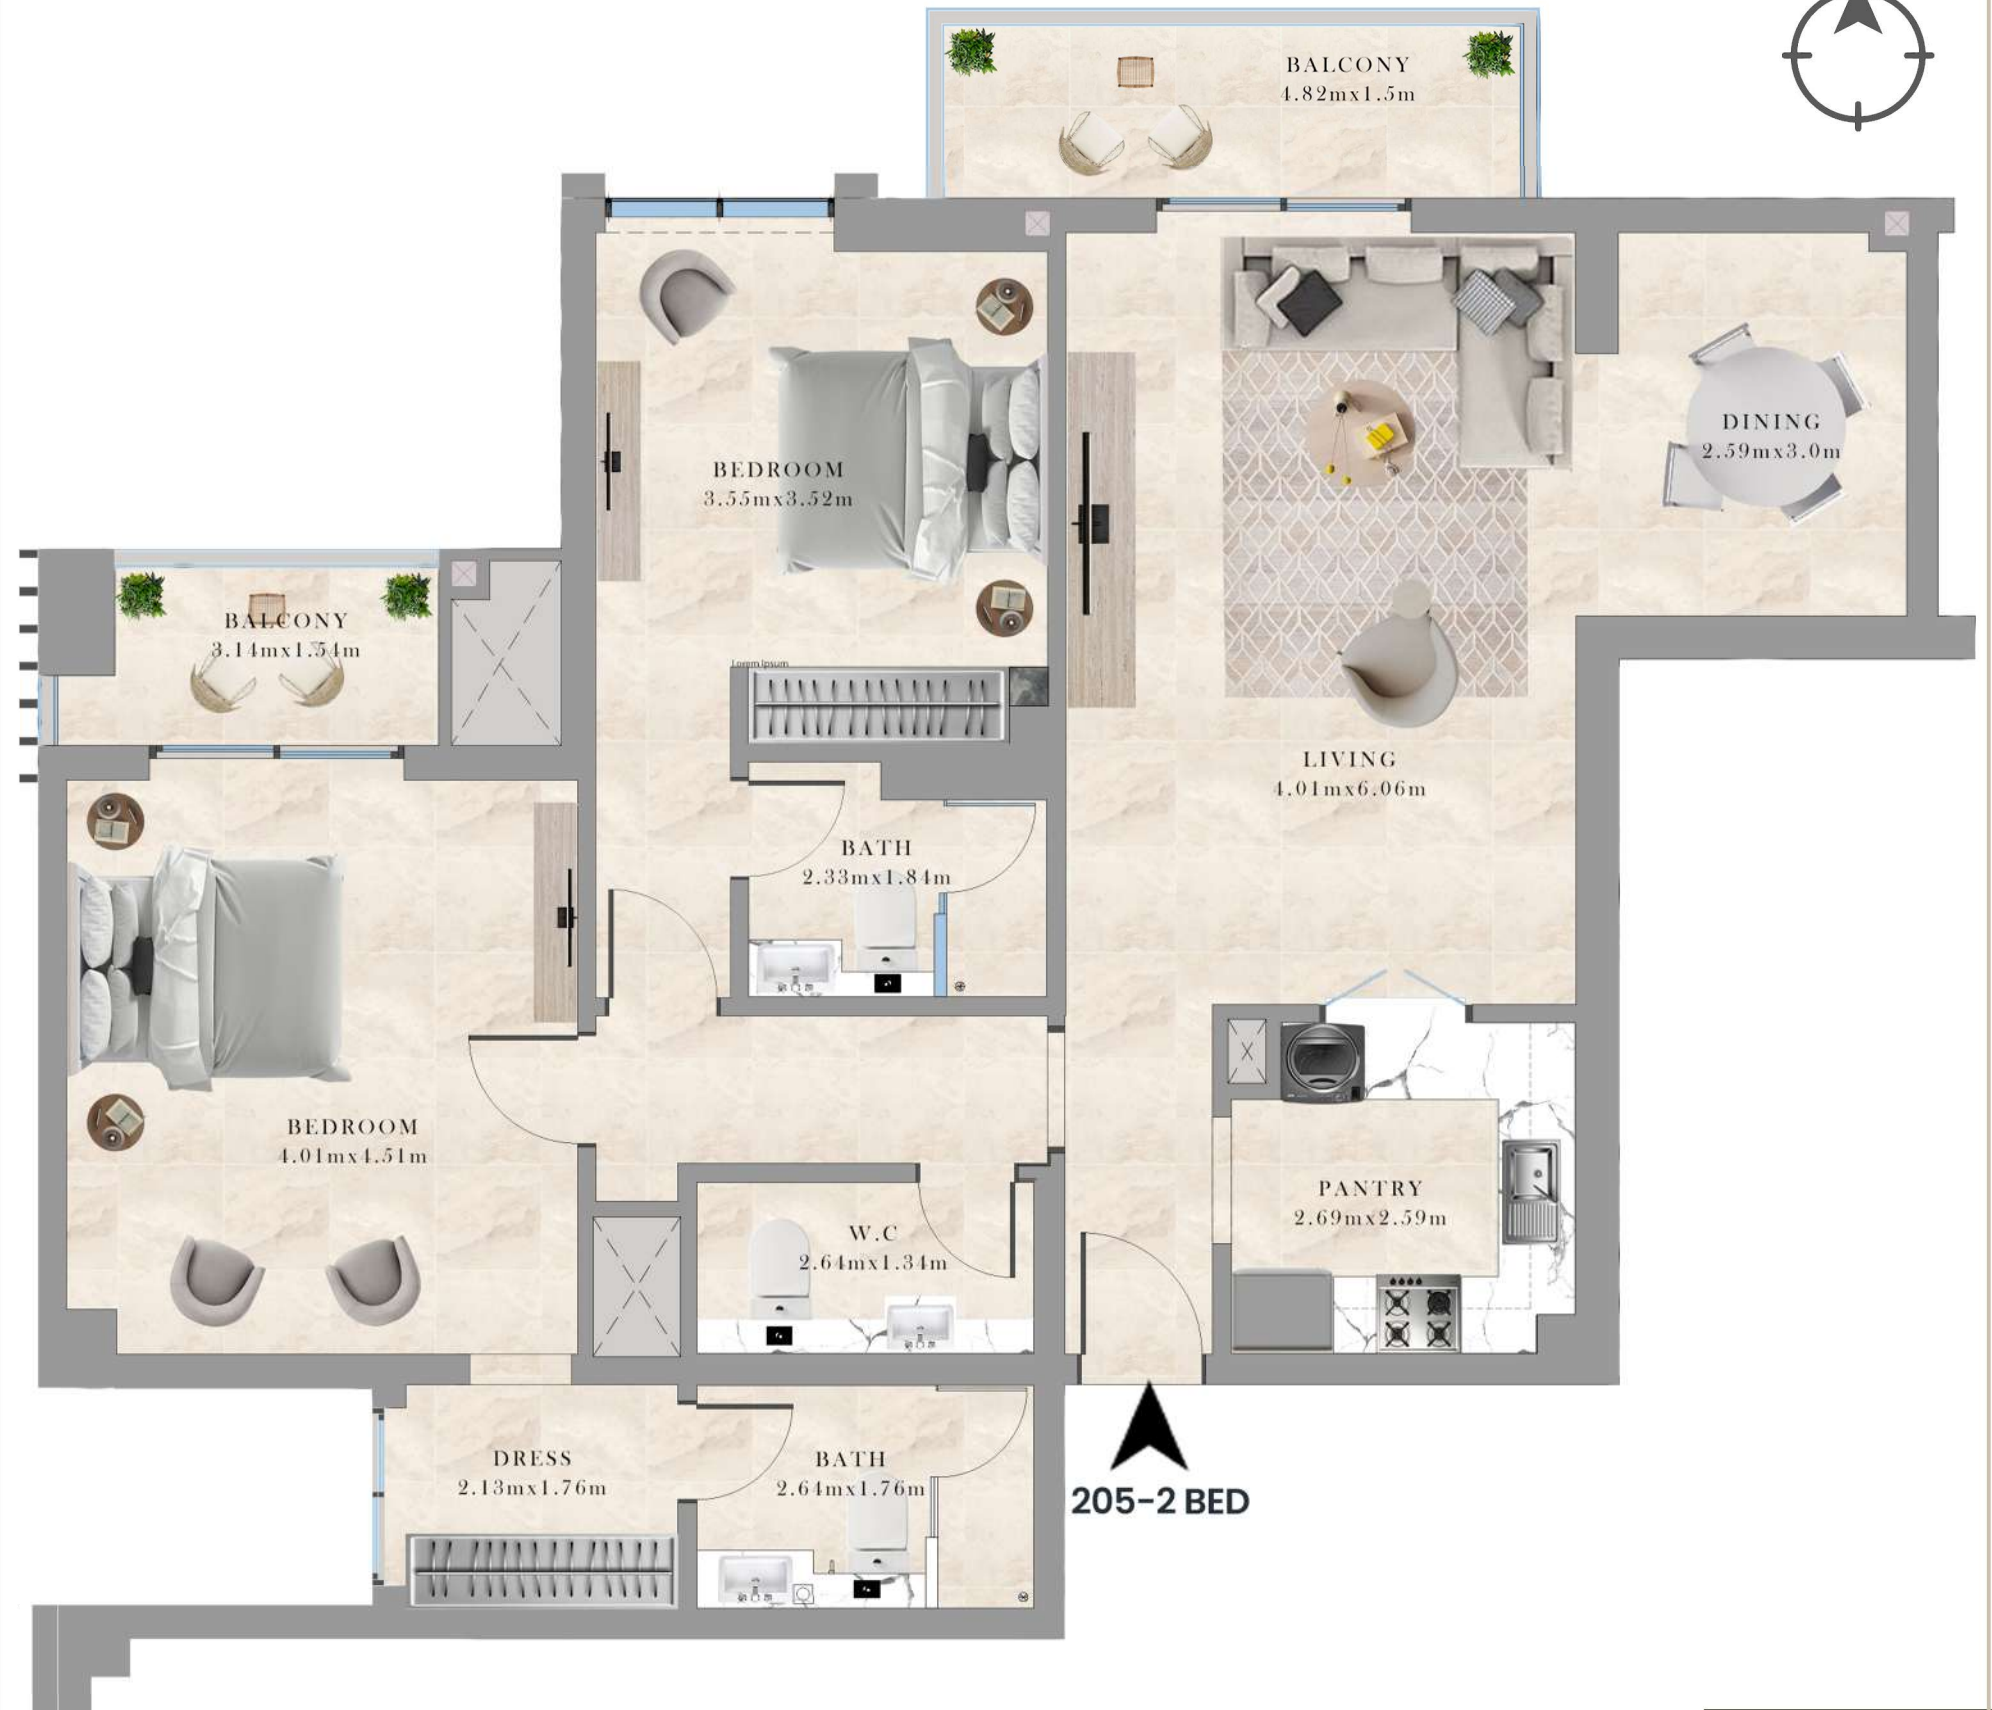 BALCONY
4.82mx1.5m
DINING
2.59mx3.0m
BEDROOM
3.55mx3.52m
BALCONY
3.14mx1.54m
Lorem Ipsum
LIVING
4.01mx6.06m
BATH
2.33mx1.84m
BEDROOM
4.01mx4.51m
PANTRY
2.69mx2.59m
W.C
2.64mx1.34m
DRESS
2.13mx1.76m
BATH
2.64mx1.76m
205-2 BED